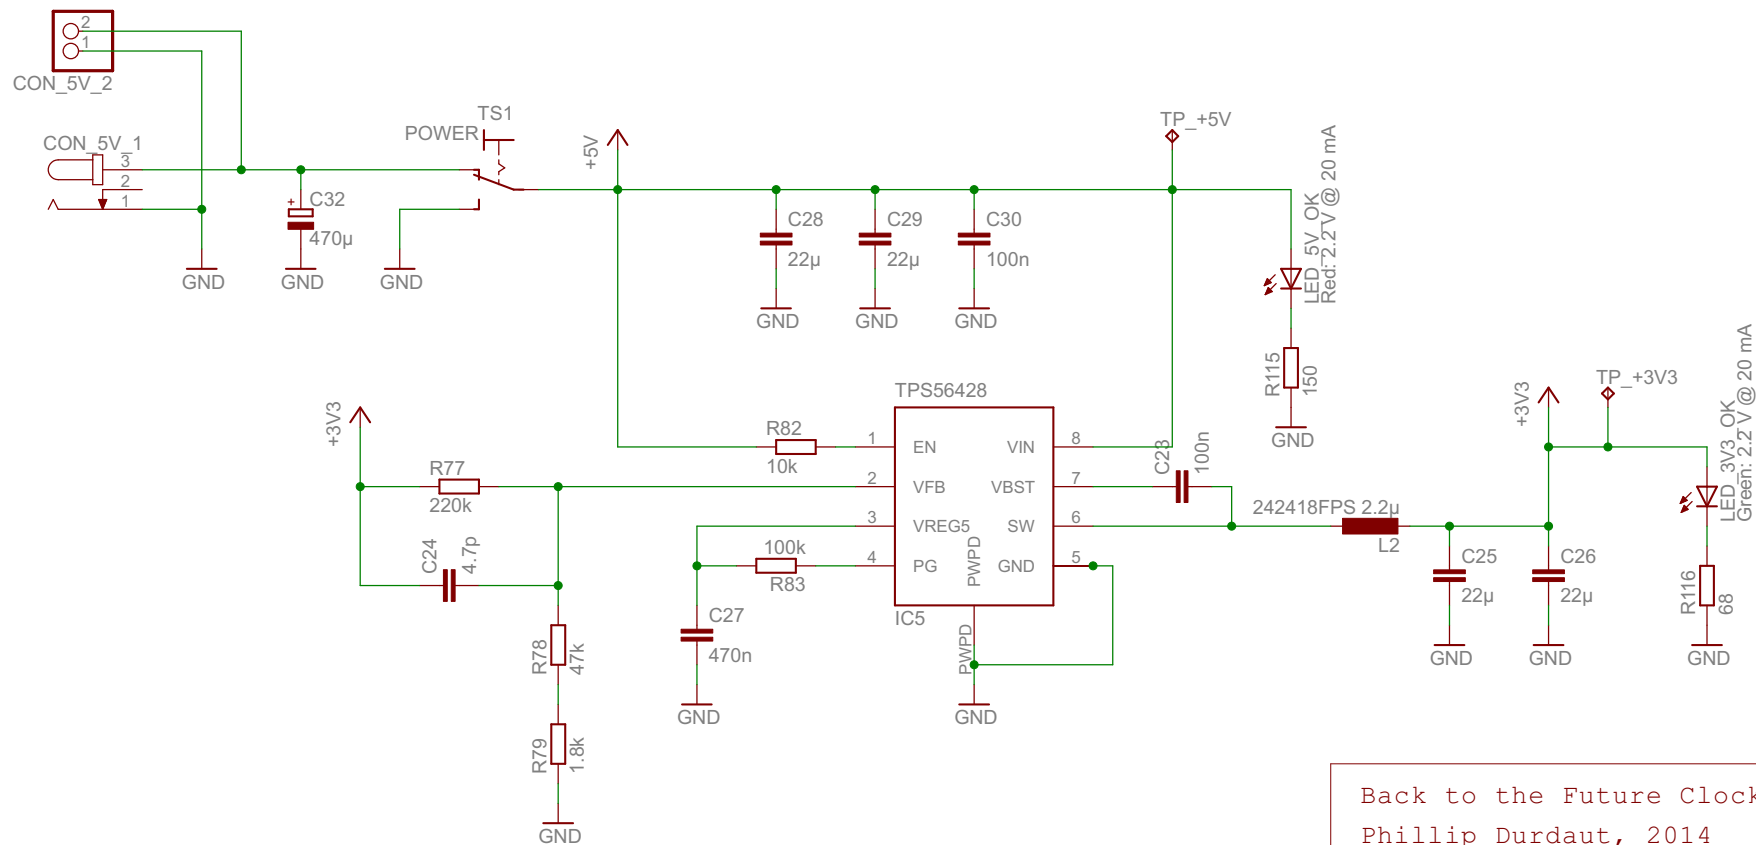 2
1
CON_5V_2
CON_5V_1
3
2
1
GND
+
C32
470µ
GND
TS1
POWER
GND
+5V
C28
22µ
GND
C29
22µ
GND
C30
100n
GND
TP_+5V
LED_5V_OK
Red: 2.2 V @ 20 mA
R115
150
GND
+3V3
R77
220k
C24
4.7p
R78
47k
R79
1.8k
GND
R82
10k
100k
R83
C27
470n
GND
TPS56428
1
EN
2
VFB
3
VREG5
4
PG
VIN
8
VBST
7
SW
6
GND
5
PWPD
IC5
PWPD
GND
C23
100n
242418FPS 2.2µ
L2
C25
22µ
GND
C26
22µ
GND
+3V3
TP_+3V3
LED_3V3_OK
Green: 2.2 V @ 20 mA
R116
68
GND
Back to the Future Clock
Phillip Durdaut, 2014